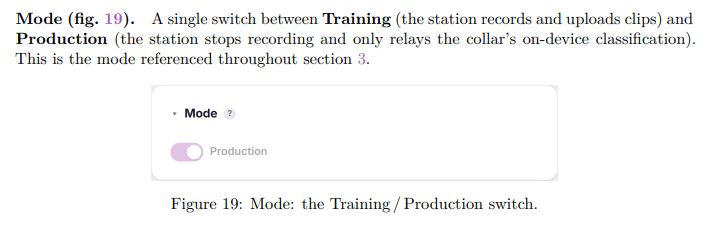 Mode (fig. 19). A single switch between Training (the station records and uploads clips) and
Production (the station stops recording and only relays the collar's on-device classification).
This is the mode referenced throughout section 3.
▾ Mode ?
Production
Figure 19: Mode: the Training / Production switch.